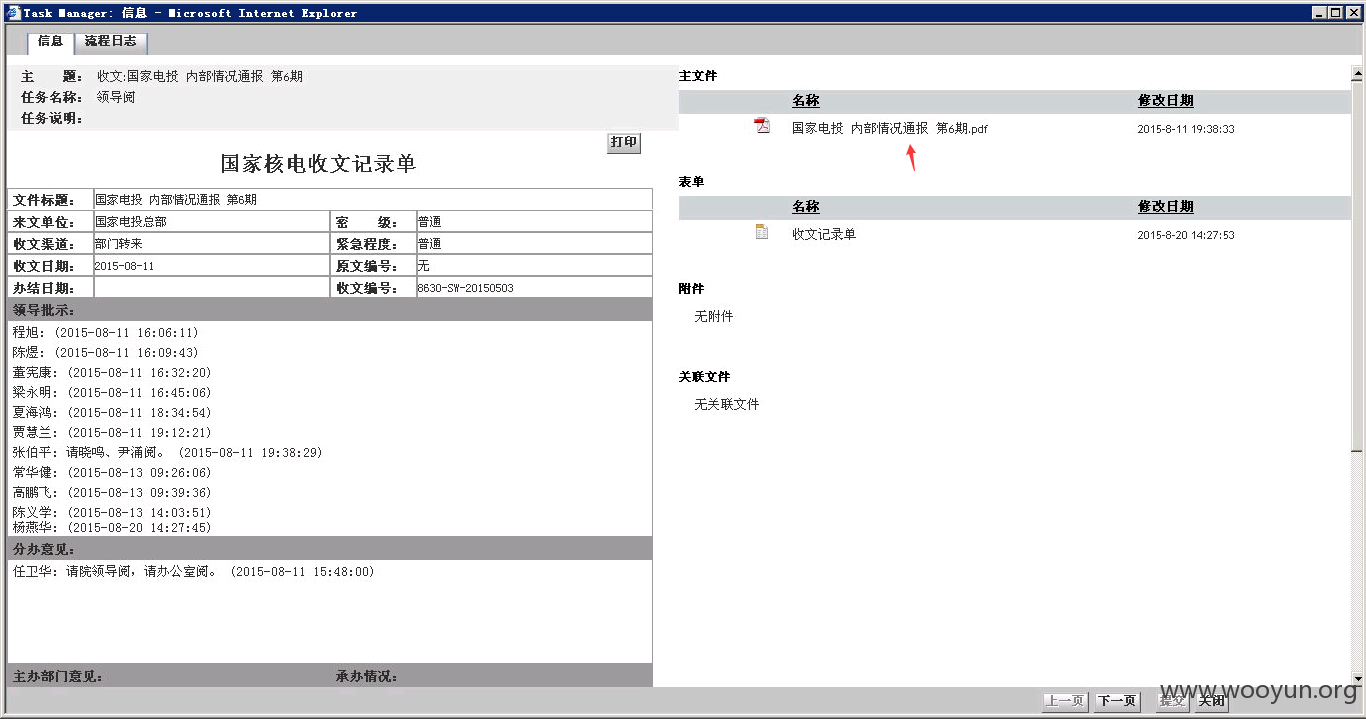 Task Manager: 信息 - Microsoft Internet Explorer
信息 流程日志
主 题: 收文:国家电投 内部情况通报 第6期
任务名称: 领导阅
任务说明:
打印
国家核电收文记录单
文件标题: 国家电投 内部情况通报 第6期
来文单位: 国家电投总部 密 级: 普通
收文渠道: 部门转来 紧急程度: 普通
收文日期: 2015-08-11 原文编号: 无
办结日期: 收文编号: 8630-SW-20150503
领导批示:
程旭: (2015-08-11 16:06:11)
陈煜: (2015-08-11 16:09:43)
董宪康: (2015-08-11 16:32:20)
梁永明: (2015-08-11 16:45:06)
夏海鸿: (2015-08-11 18:34:54)
贾慧兰: (2015-08-11 19:12:21)
张伯平: 请晓鸣、尹涌阅。 (2015-08-11 19:38:29)
常华健: (2015-08-13 09:26:06)
高鹏飞: (2015-08-13 09:39:36)
陈义学: (2015-08-13 14:03:51)
杨燕华: (2015-08-20 14:27:45)
分办意见:
任卫华: 请院领导阅, 请办公室阅。 (2015-08-11 15:48:00)
主办部门意见: 承办情况:
主文件
名称 修改日期
国家电投 内部情况通报 第6期.pdf 2015-8-11 19:38:33
表单
名称 修改日期
收文记录单 2015-8-20 14:27:53
附件
无附件
关联文件
无关联文件
上一页 下一页 提交 关闭
www.wooyun.org